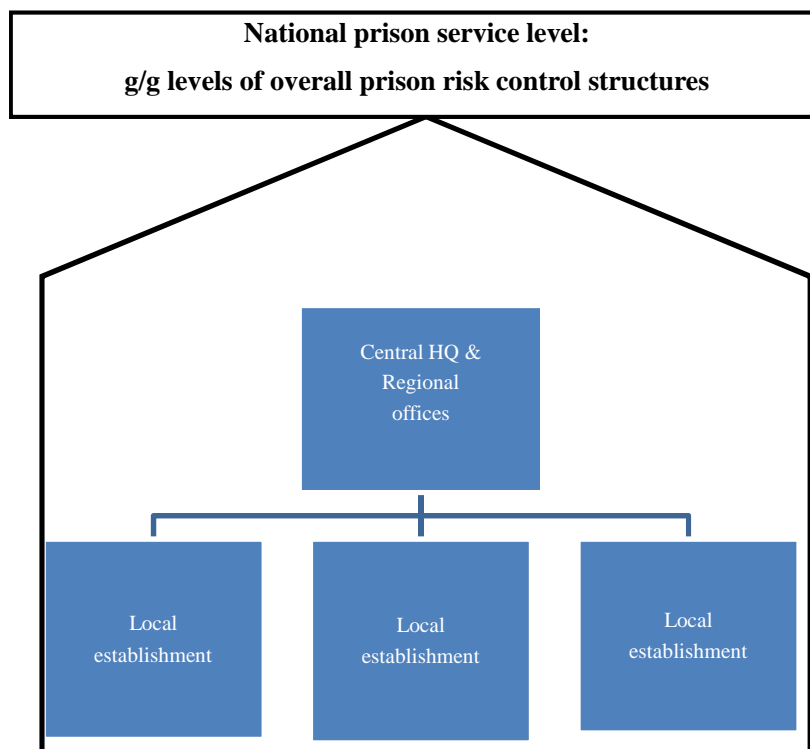 National prison service level:
g/g levels of overall prison risk control structures
Central HQ &
Regional
offices
Local
establishment
Local
establishment
Local
establishment